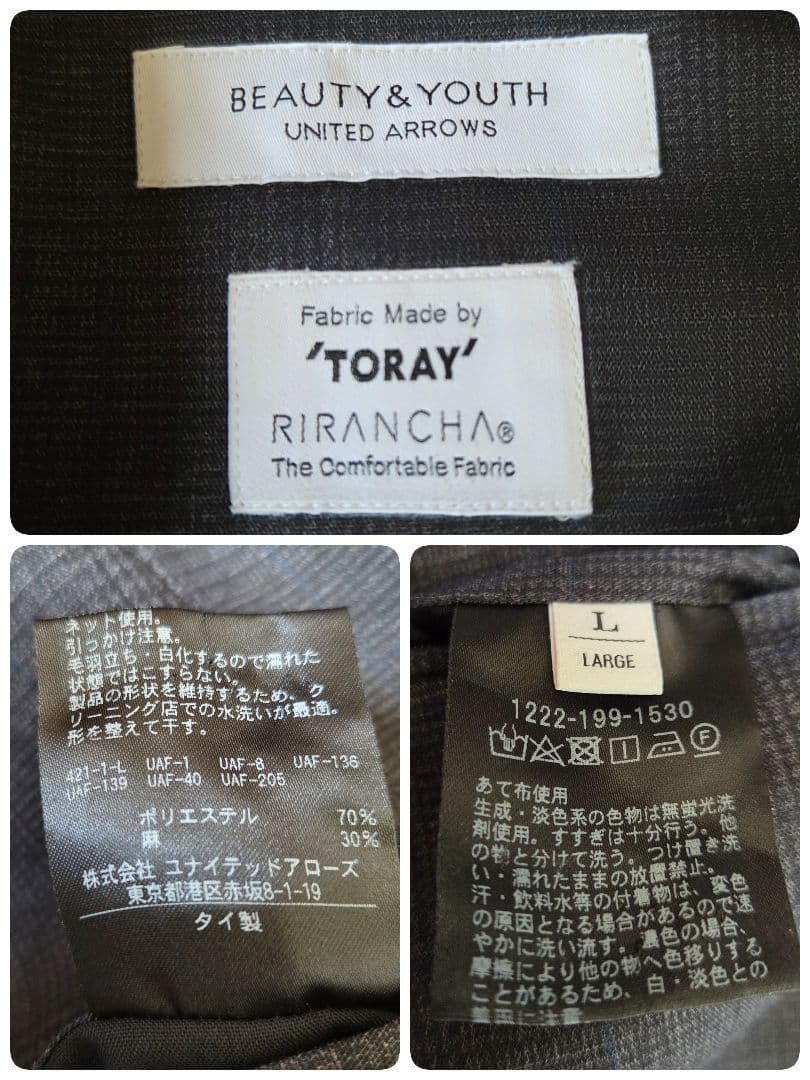 BEAUTY&YOUTH
UNITED ARROWS
Fabric Made by
'TORAY'
RIRANCHA®
The Comfortable Fabric
ネット使用。
引っかけ注意。
毛羽立ち・白化するので濡れた
状態ではこすらない。
製品の形状を維持するため、ク
リーニング店での水洗いが最適。
形を整えて干す。
421-1-L UAF-1 UAF-8 UAF-136
UAF-139 UAF-40 UAF-205
ポリエステル 70%
麻 30%
株式会社 ユナイテッドアローズ
東京都港区赤坂8-1-19
タイ製
L
LARGE
1222-199-1530
あて布使用
生成・淡色系の色物は無蛍光洗
剤使用。すすぎは十分行う。他
の物と分けて洗う。つけ置き洗
い・濡れたままの放置禁止。
汗・飲料水等の付着物は、変色
の原因となる場合があるので速
やかに洗い流す。濃色の場合、
摩擦により他の物へ色移りする
ことがあるため、白・淡色との
着用に注意